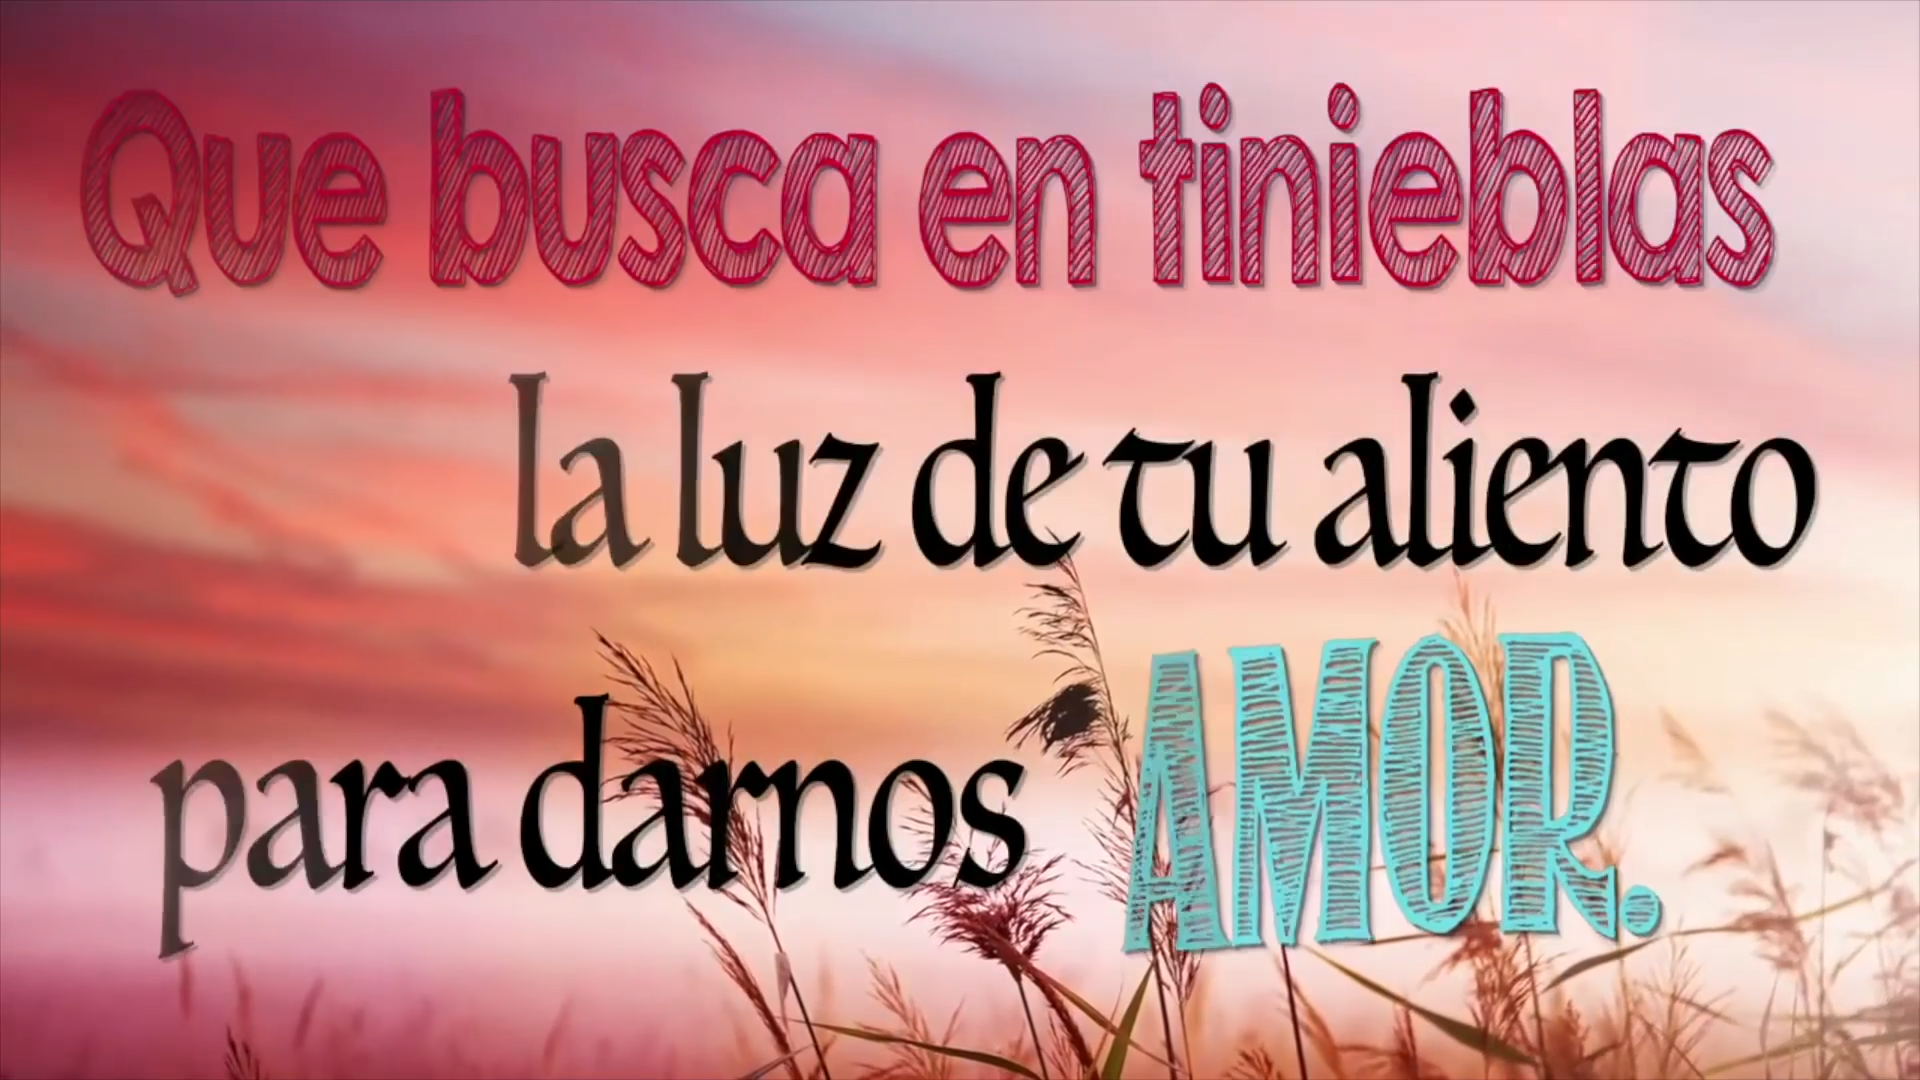 Que busca en tinieblas
la luz de tu aliento
para darnos AMOR.